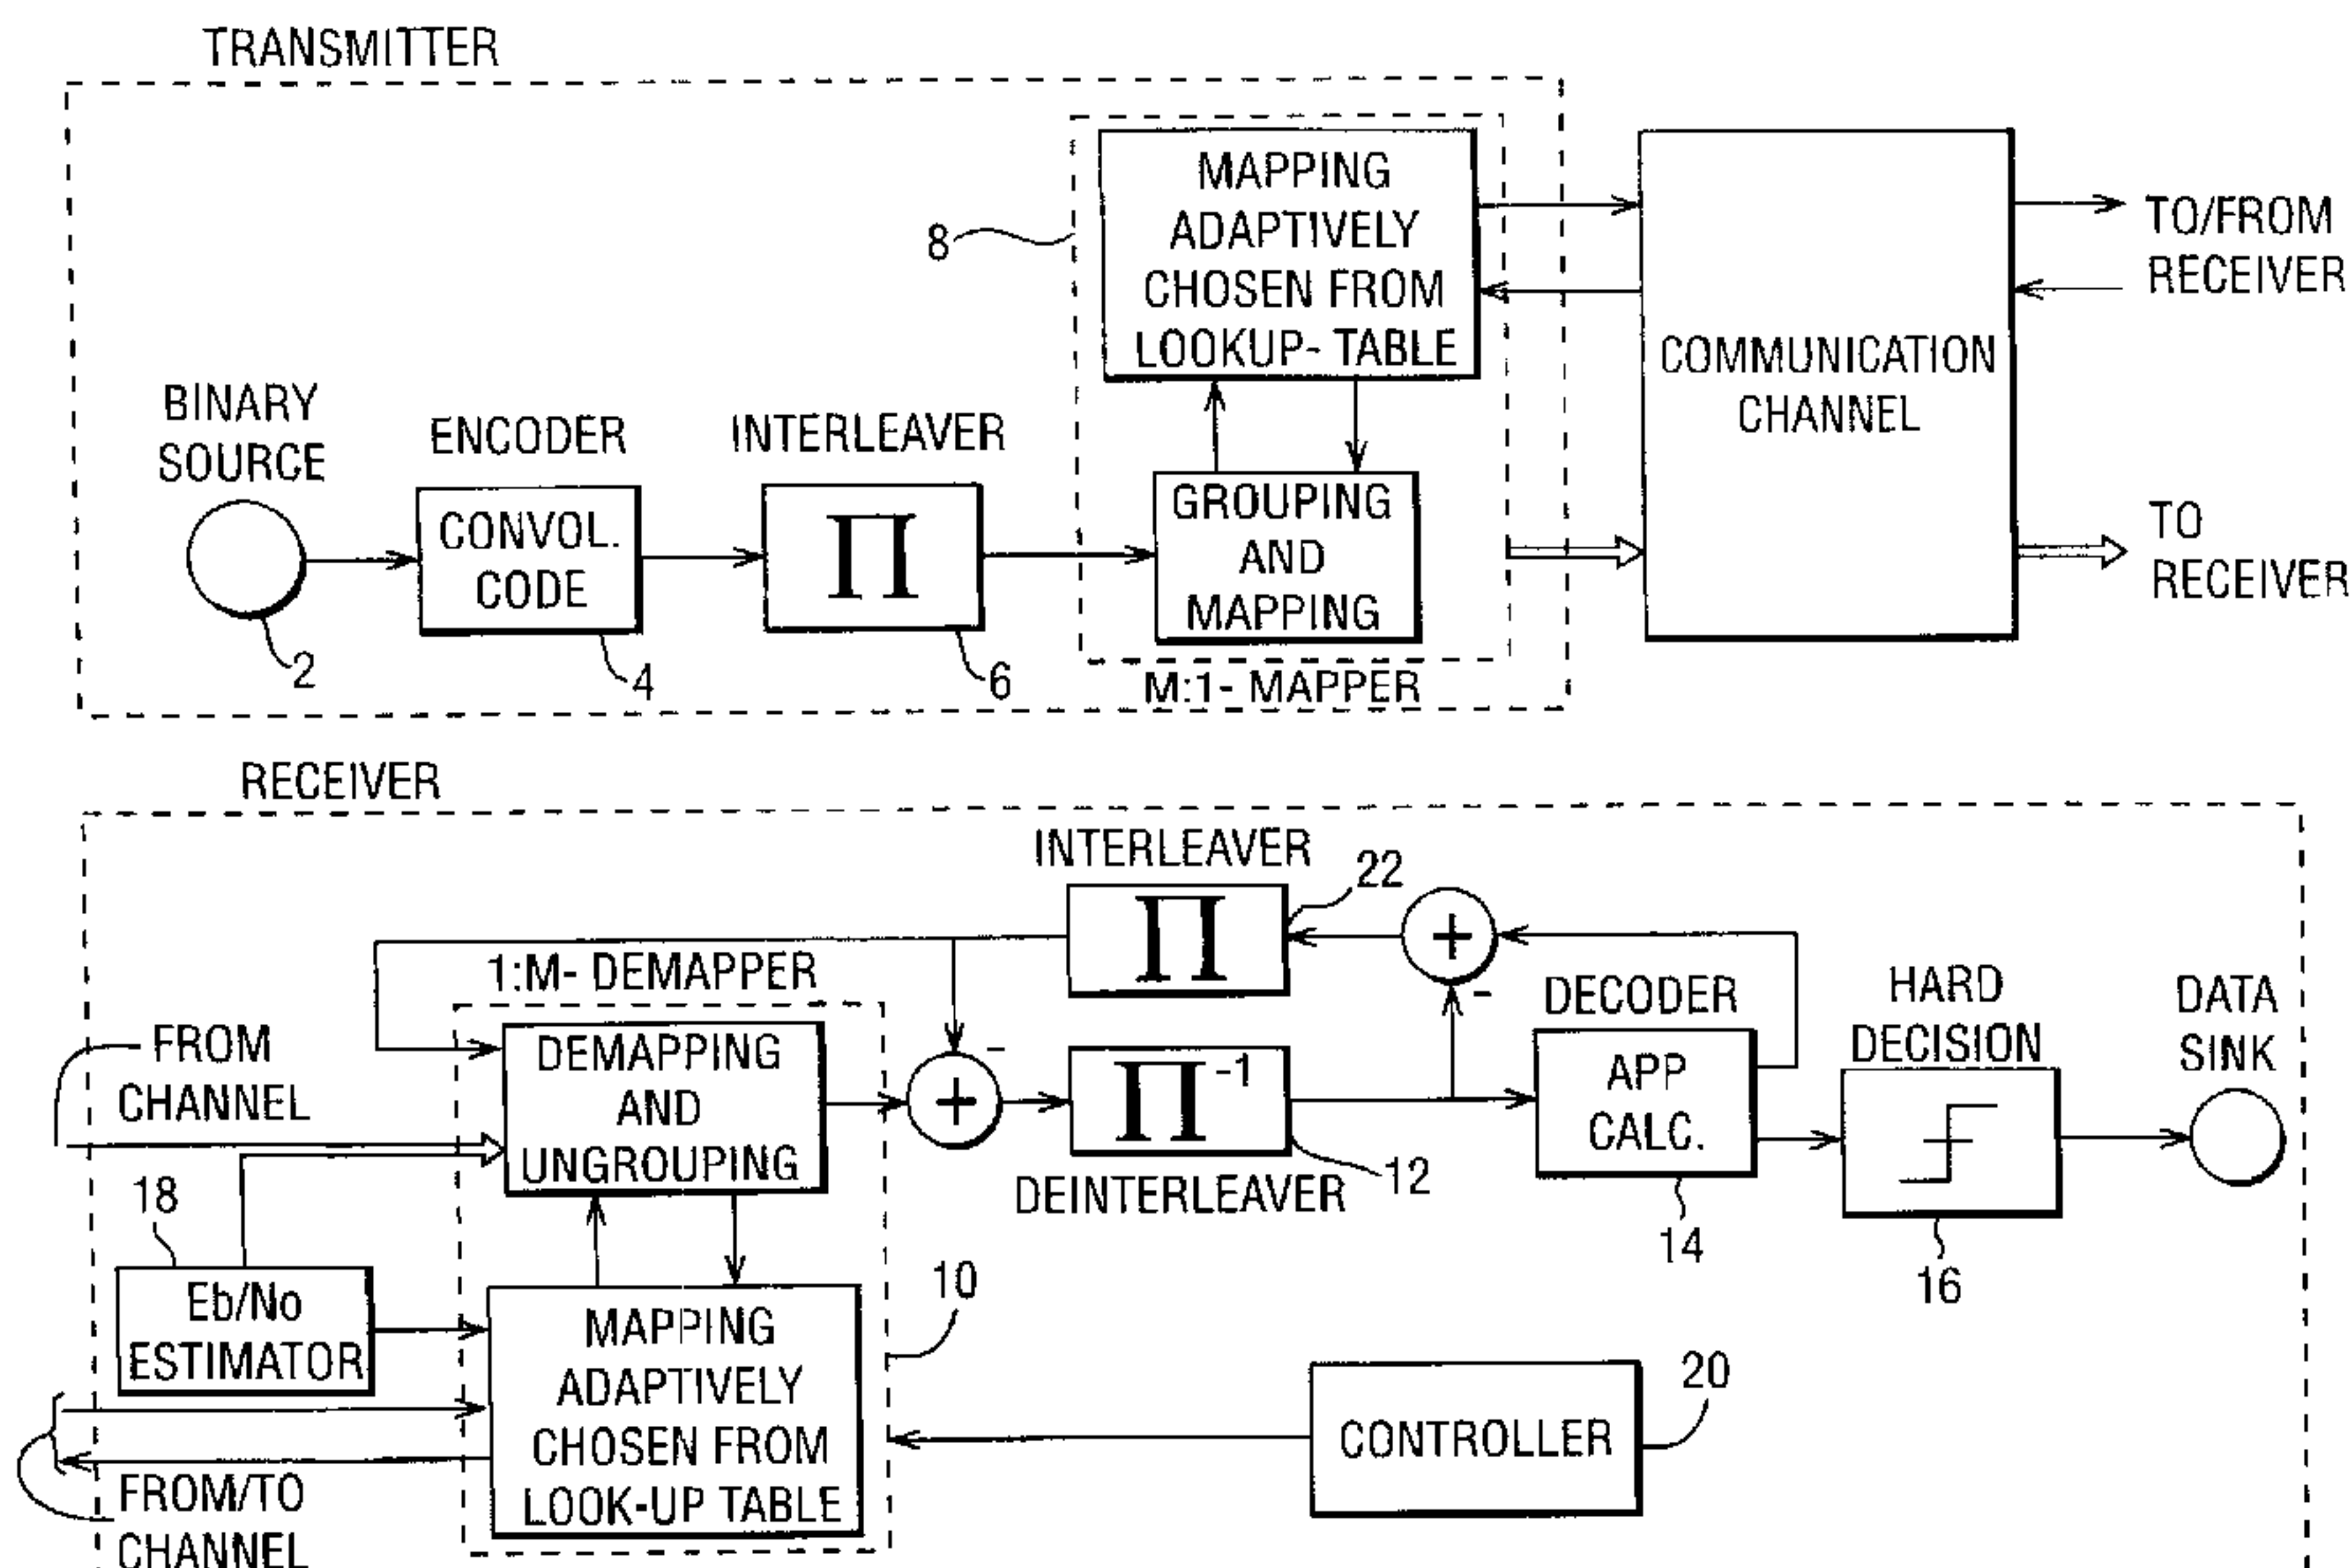 TRANSMITTER
MAPPING
ADAPTIVELY
CHOSEN FROM
LOOKUP- TABLE
8
TO/FROM
RECEIVER
COMMUNICATION
CHANNEL
BINARY
SOURCE
ENCODER
INTERLEAVER
CONVOL.
CODE
Π
GROUPING
AND
MAPPING
TO
RECEIVER
2
4
6
M:1- MAPPER
RECEIVER
INTERLEAVER
22
Π
+
-
1:M- DEMAPPER
DECODER
HARD
DECISION
DATA
SINK
FROM
CHANNEL
DEMAPPING
AND
UNGROUPING
-
+
Π-1
APP
CALC.
DEINTERLEAVER
12
14
16
18
Eb/No
ESTIMATOR
10
MAPPING
ADAPTIVELY
CHOSEN FROM
LOOK-UP TABLE
CONTROLLER
20
FROM/TO
CHANNEL